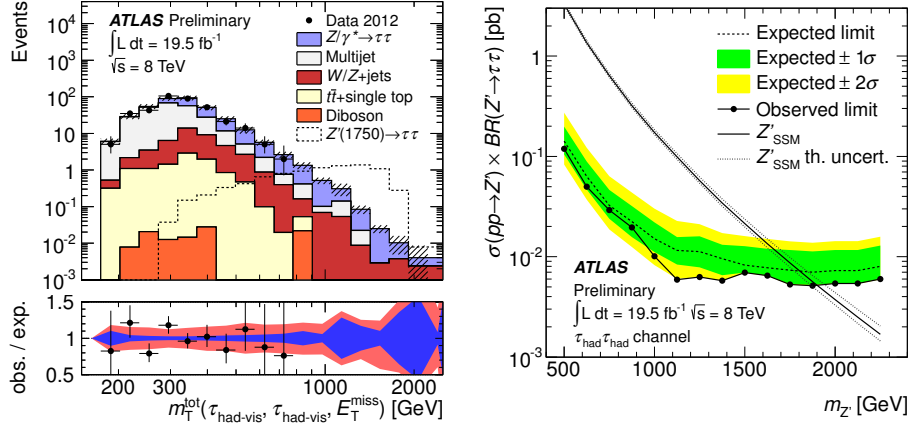 Events
10⁴
10³
10²
10
1
10⁻¹
10⁻²
10⁻³
ATLAS Preliminary
∫L dt = 19.5 fb⁻¹
√s = 8 TeV
Data 2012
Z/γ*→ττ
Multijet
W/Z+jets
tt̄+single top
Diboson
Z'(1750)→ττ
obs. / exp.
1.5
1
0.5
200 300 1000 2000
m_T^tot(τ_had-vis, τ_had-vis, E_T^miss) [GeV]
σ(pp→Z') × BR(Z'→ττ) [pb]
1
10⁻¹
10⁻²
10⁻³
Expected limit
Expected ± 1σ
Expected ± 2σ
Observed limit
Z'_SSM
Z'_SSM th. uncert.
ATLAS
Preliminary
∫L dt = 19.5 fb⁻¹ √s = 8 TeV
τ_had τ_had channel
500 1000 1500 2000
m_Z' [GeV]